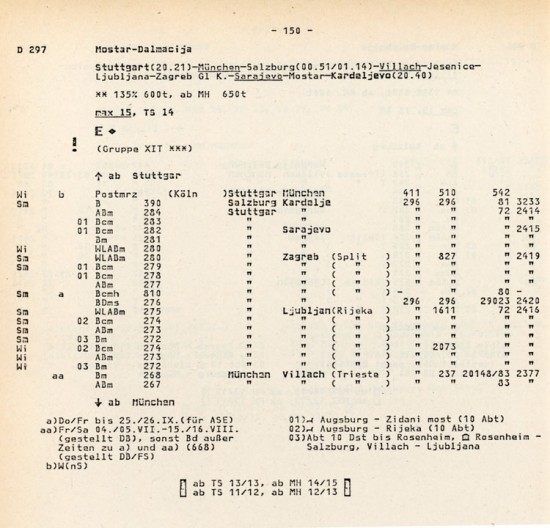 - 150 -
D 297 Mostar-Dalmacija
Stuttgart(20.21)-München-Salzburg(00.51/01.14)-Villach-Jesenice-
Ljubljana-Zagreb Gl K.-Sarajevo-Mostar-Kardeljevo(20.40)
** 135% 600t, ab MH 650t
max 15, TS 14
E
! (Gruppe XIT ***)
↑ ab Stuttgar
Wi b Postmrz (Köln )Stuttgar München 411 510 542
Sm B 390 Salzburg Kardelje 296 296 81 3233
ABm 284 Stuttgar " " " 72 2414
01 Bcm 283 " " " " " "
01 Bcm 282 " Sarajevo " " " 2415
Bm 281 " " " " " "
Wi WLABm 280 " " " " " "
Sm WLABm 280 " Zagreb (Split ) " 827 " 2419
Sm 01 Bcm 279 " " ( " ) " " " "
01 Bcm 278 " " ( " ) " " " "
ABm 277 " " ( " ) " " " "
Sm a Bcmh 810 " " ( " ) - 80 -
BDms 276 " " ( " ) 296 296 29023 2420
Sm WLABm 275 " Ljubljan(Rijeka ) " 1611 72 2416
Sm 02 Bcm 274 " " ( " ) " " " "
Sm ABm 273 " " ( " ) " " " "
Sm 03 Bm 272 " " ( " ) " " " "
Wi 02 Bcm 274 " " ( " ) " 2073 " "
Wi ABm 273 " " ( " ) " " " "
Wi 03 Bm 272 " " ( " ) " " " "
aa Bm 268 München Villach (Trieste ) " 237 20148/83 2377
ABm 267 " " ( " ) " " 83 "
↓ ab München
a)Do/Fr bis 25./26.IX.(für ASE)
aa)Fr/Sa 04./05.VII.-15./16.VIII.
(gestellt DB), sonst Bd außer
Zeiten zu a) und aa) (668)
(gestellt DB/FS)
b)W(nS)
01) Augsburg - Zidani most (10 Abt)
02) Augsburg - Rijeka (10 Abt)
03)Abt 10 Dst bis Rosenheim, Rosenheim -
Salzburg, Villach - Ljubljana
ab TS 13/13, ab MH 14/15
ab TS 11/12, ab MH 12/13